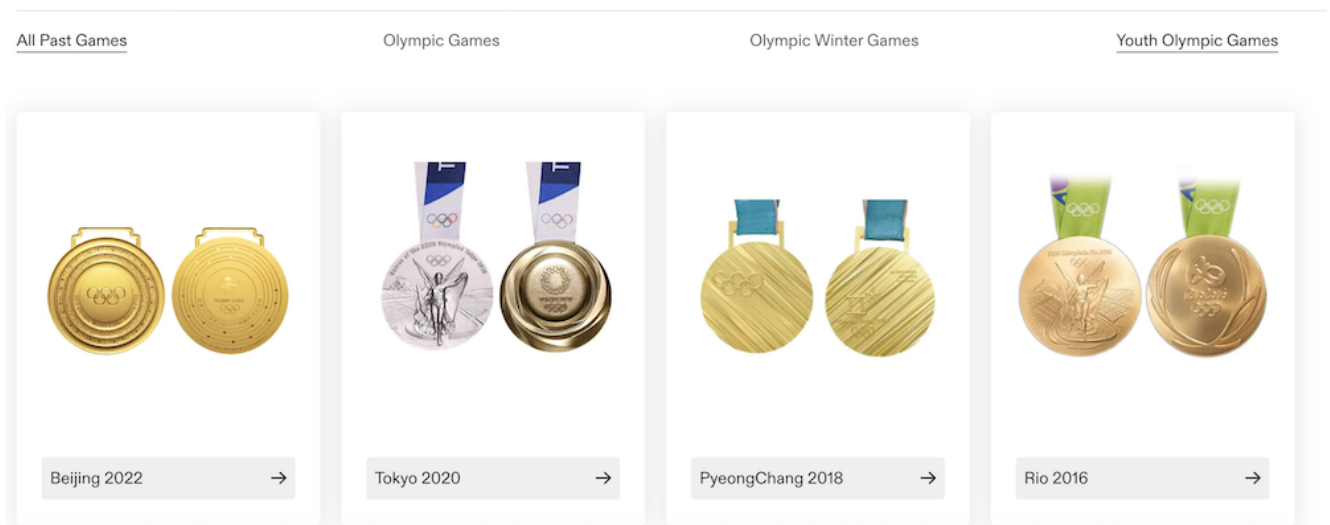 All Past Games
Olympic Games
Olympic Winter Games
Youth Olympic Games
Beijing 2022
Tokyo 2020
PyeongChang 2018
Rio 2016